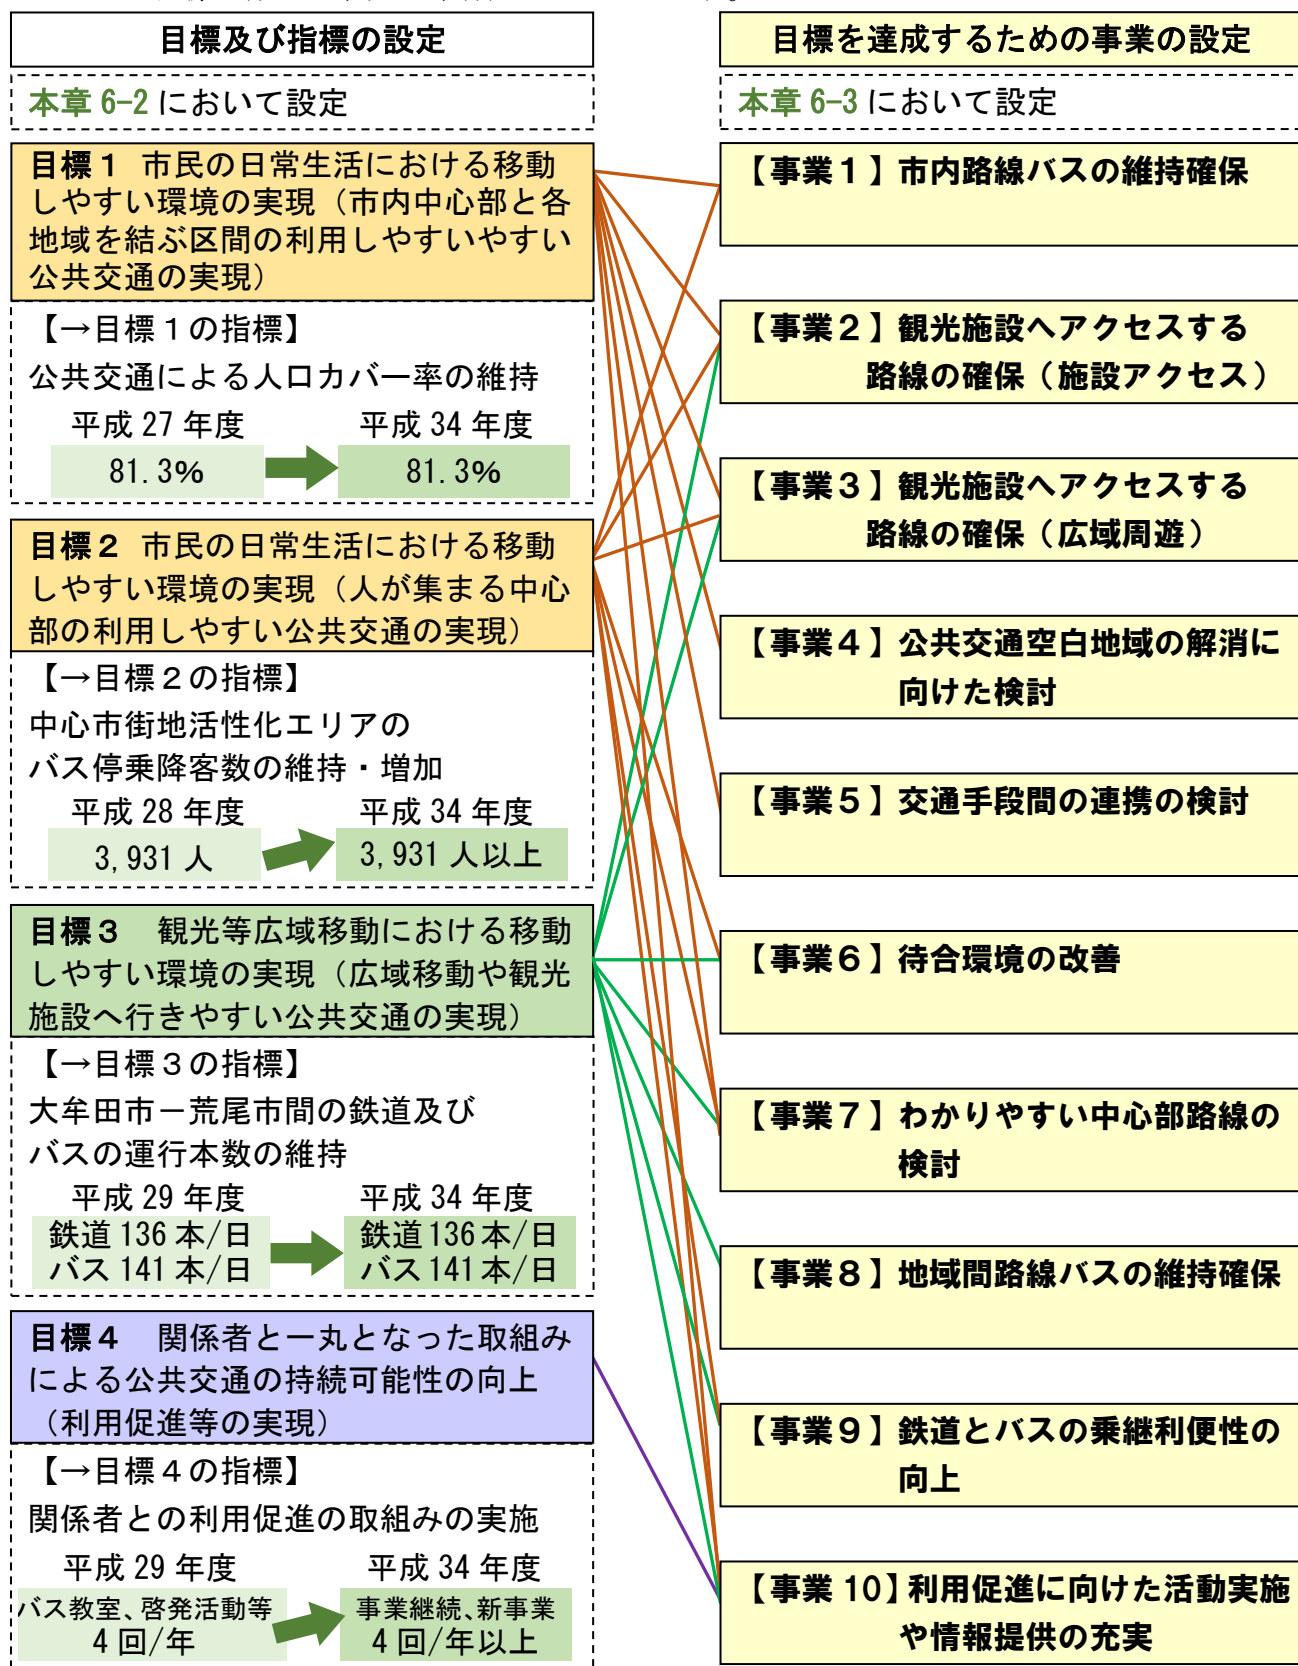 目標及び指標の設定
本章 6-2 において設定
目標１ 市民の日常生活における移動
しやすい環境の実現（市内中心部と各
地域を結ぶ区間の利用しやすいやすい
公共交通の実現）
【→目標１の指標】
公共交通による人口カバー率の維持
平成 27 年度 平成 34 年度
81.3% 81.3%
目標２ 市民の日常生活における移動
しやすい環境の実現（人が集まる中心
部の利用しやすい公共交通の実現）
【→目標２の指標】
中心市街地活性化エリアの
バス停乗降客数の維持・増加
平成 28 年度 平成 34 年度
3,931 人 3,931 人以上
目標３ 観光等広域移動における移動
しやすい環境の実現（広域移動や観光
施設へ行きやすい公共交通の実現）
【→目標３の指標】
大牟田市－荒尾市間の鉄道及び
バスの運行本数の維持
平成 29 年度 平成 34 年度
鉄道 136 本/日 鉄道 136 本/日
バス 141 本/日 バス 141 本/日
目標４ 関係者と一丸となった取組み
による公共交通の持続可能性の向上
（利用促進等の実現）
【→目標４の指標】
関係者との利用促進の取組みの実施
平成 29 年度 平成 34 年度
バス教室、啓発活動等 事業継続、新事業
4 回/年 4 回/年以上
目標を達成するための事業の設定
本章 6-3 において設定
【事業１】市内路線バスの維持確保
【事業２】観光施設へアクセスする
路線の確保（施設アクセス）
【事業３】観光施設へアクセスする
路線の確保（広域周遊）
【事業４】公共交通空白地域の解消に
向けた検討
【事業５】交通手段間の連携の検討
【事業６】待合環境の改善
【事業７】わかりやすい中心部路線の
検討
【事業８】地域間路線バスの維持確保
【事業９】鉄道とバスの乗継利便性の
向上
【事業 10】利用促進に向けた活動実施
や情報提供の充実